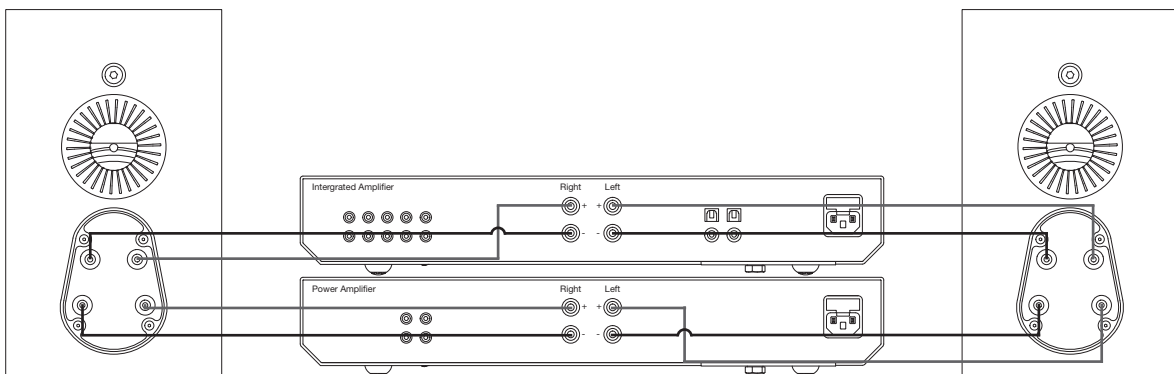 Intergrated Amplifier
Right Left
+ +
- -
Power Amplifier
Right Left
+ +
- -